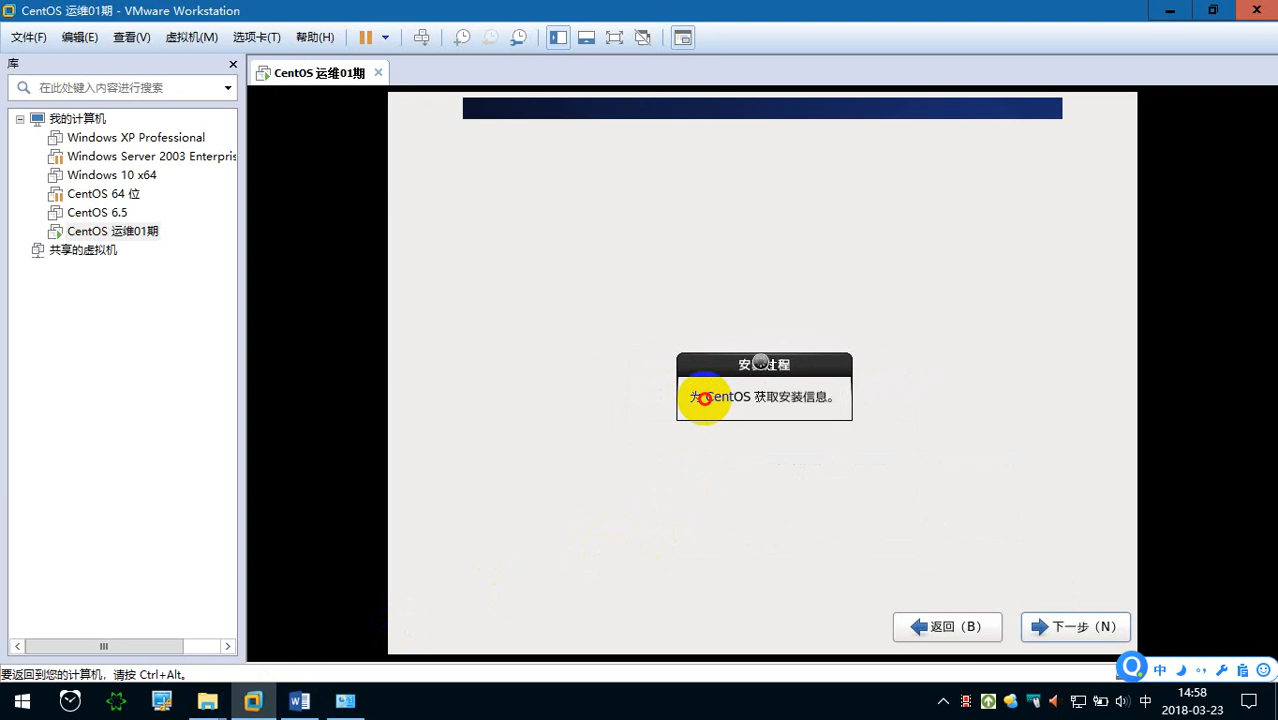 CentOS 运维01期 - VMware Workstation
文件(F) 编辑(E) 查看(V) 虚拟机(M) 选项卡(T) 帮助(H)
库
在此处键入内容进行搜索
我的计算机
Windows XP Professional
Windows Server 2003 Enterpris
Windows 10 x64
CentOS 64 位
CentOS 6.5
CentOS 运维01期
共享的虚拟机
CentOS 运维01期
安装过程
为 CentOS 获取安装信息。
返回（B）
下一步（N）
要返回到您的计算机，请按 Ctrl+Alt。
中
中
14:58
2018-03-23